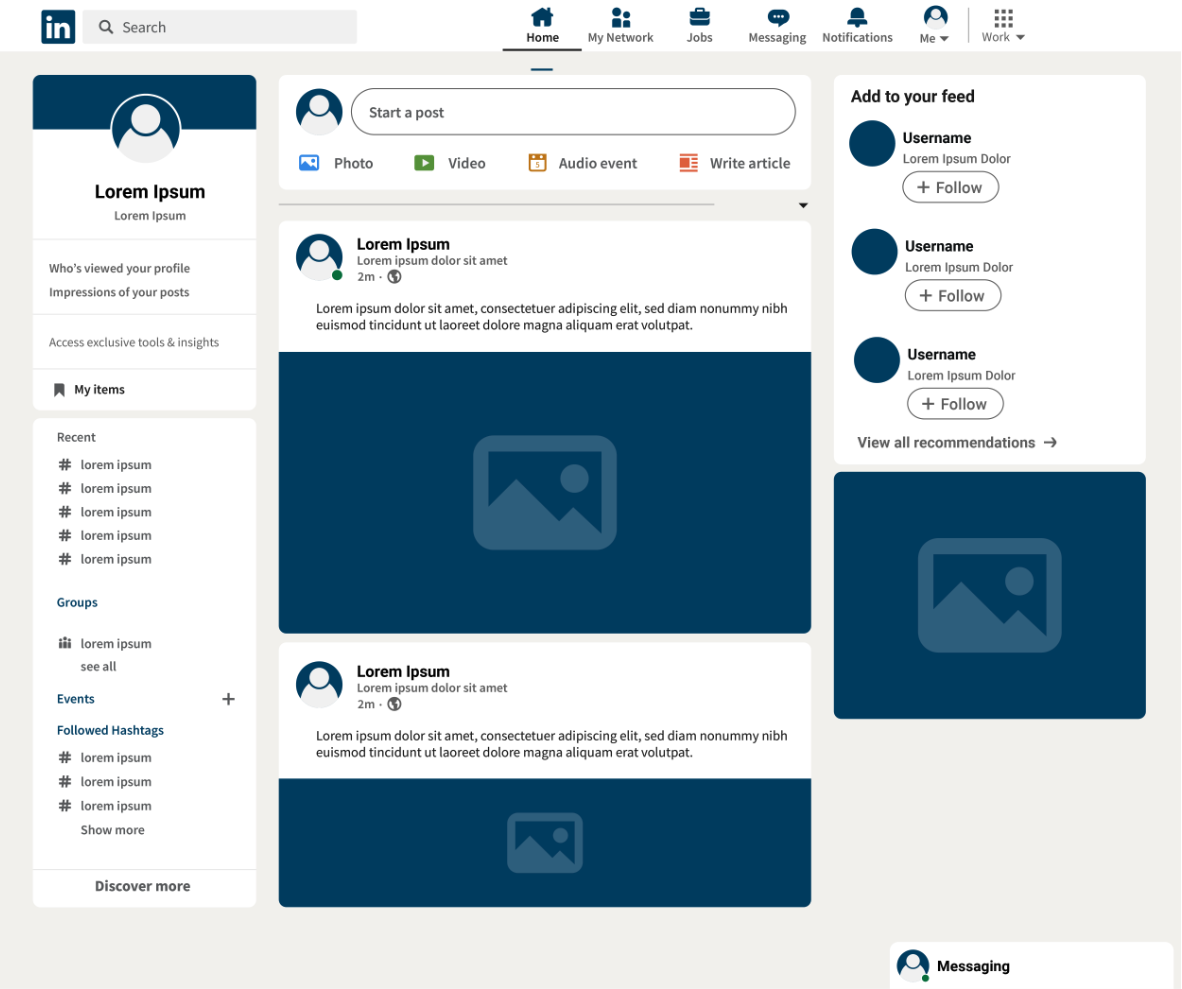 in
Search
Home
My Network
Jobs
Messaging
Notifications
Me
Work
Lorem Ipsum
Lorem Ipsum
Who's viewed your profile
Impressions of your posts
Access exclusive tools & insights
My items
Recent
# lorem ipsum
# lorem ipsum
# lorem ipsum
# lorem ipsum
# lorem ipsum
Groups
lorem ipsum
see all
Events +
Followed Hashtags
# lorem ipsum
# lorem ipsum
# lorem ipsum
Show more
Discover more
Start a post
Photo
Video
5
Audio event
Write article
Lorem Ipsum
Lorem ipsum dolor sit amet
2m ·
Lorem ipsum dolor sit amet, consectetuer adipiscing elit, sed diam nonummy nibh
euismod tincidunt ut laoreet dolore magna aliquam erat volutpat.
Lorem Ipsum
Lorem ipsum dolor sit amet
2m ·
Lorem ipsum dolor sit amet, consectetuer adipiscing elit, sed diam nonummy nibh
euismod tincidunt ut laoreet dolore magna aliquam erat volutpat.
Add to your feed
Username
Lorem Ipsum Dolor
+ Follow
Username
Lorem Ipsum Dolor
+ Follow
Username
Lorem Ipsum Dolor
+ Follow
View all recommendations →
Messaging